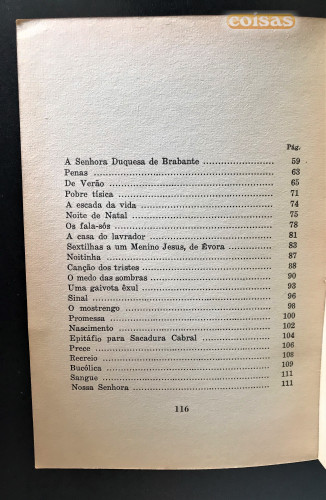 coisas
Pág.
A Senhora Duquesa de Brabante ........................ 59
Penas ........................ 63
De Verão ........................ 65
Pobre tísica ........................ 71
A escada da vida ........................ 74
Noite de Natal ........................ 75
Os fala-sós ........................ 78
A casa do lavrador ........................ 81
Sextilhas a um Menino Jesus, de Évora ........................ 83
Noitinha ........................ 87
Canção dos tristes ........................ 88
O medo das sombras ........................ 90
Uma gaivota êxul ........................ 93
Sinal ........................ 96
O mostrengo ........................ 98
Promessa ........................ 100
Nascimento ........................ 102
Epitáfio para Sacadura Cabral ........................ 104
Prece ........................ 106
Recreio ........................ 108
Bucólica ........................ 109
Sangue ........................ 111
Nossa Senhora ........................ 111
116